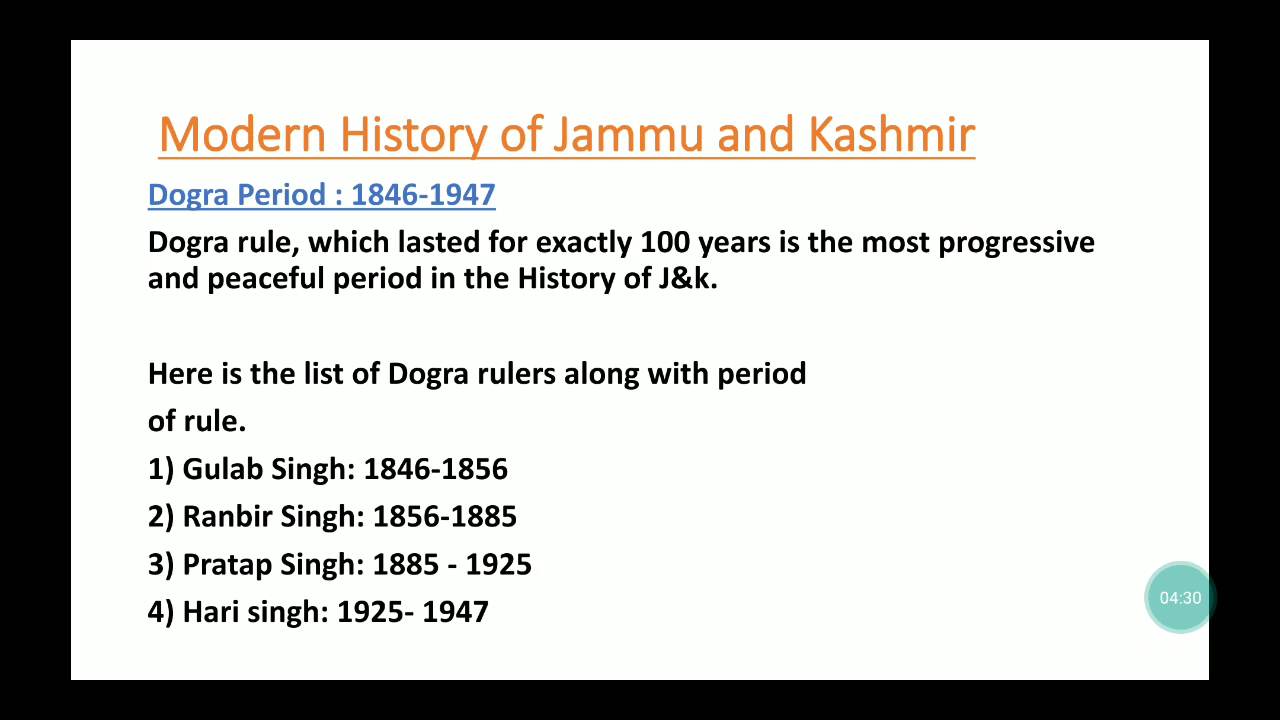 Modern History of Jammu and Kashmir
Dogra Period : 1846-1947
Dogra rule, which lasted for exactly 100 years is the most progressive
and peaceful period in the History of J&k.
Here is the list of Dogra rulers along with period
of rule.
1) Gulab Singh: 1846-1856
2) Ranbir Singh: 1856-1885
3) Pratap Singh: 1885 - 1925
4) Hari singh: 1925- 1947
04:30